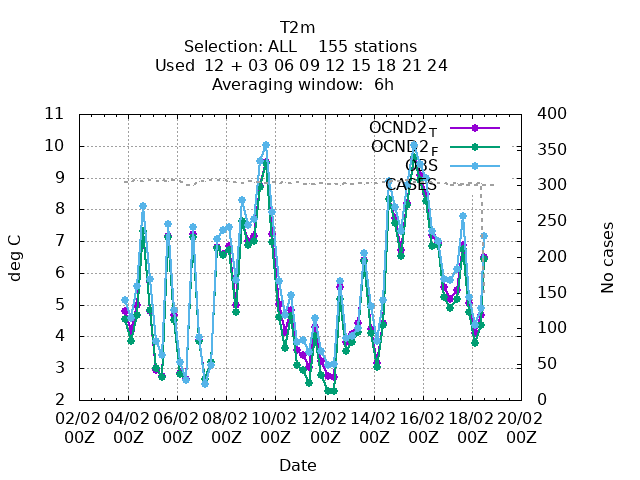 T2m
Selection: ALL    155 stations
Used  12 + 03 06 09 12 15 18 21 24
Averaging window:  6h
11
10
9
8
7
6
5
4
3
2
deg C
400
350
300
250
200
150
100
50
0
No cases
OCND2T
OCND2F
OBS
CASES
02/02 04/02 06/02 08/02 10/02 12/02 14/02 16/02 18/02 20/02
00Z 00Z 00Z 00Z 00Z 00Z 00Z 00Z 00Z 00Z
Date